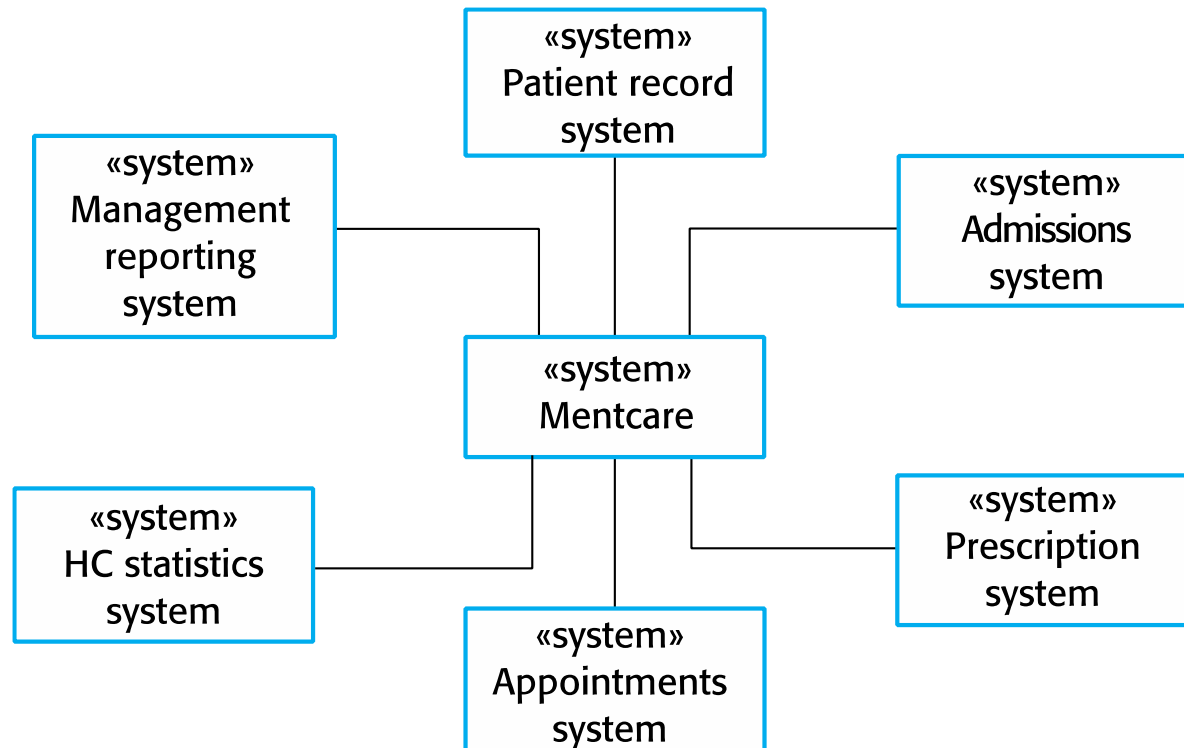 «system»
Patient record
system
«system»
Management
reporting
system
«system»
Admissions
system
«system»
Mentcare
«system»
HC statistics
system
«system»
Prescription
system
«system»
Appointments
system